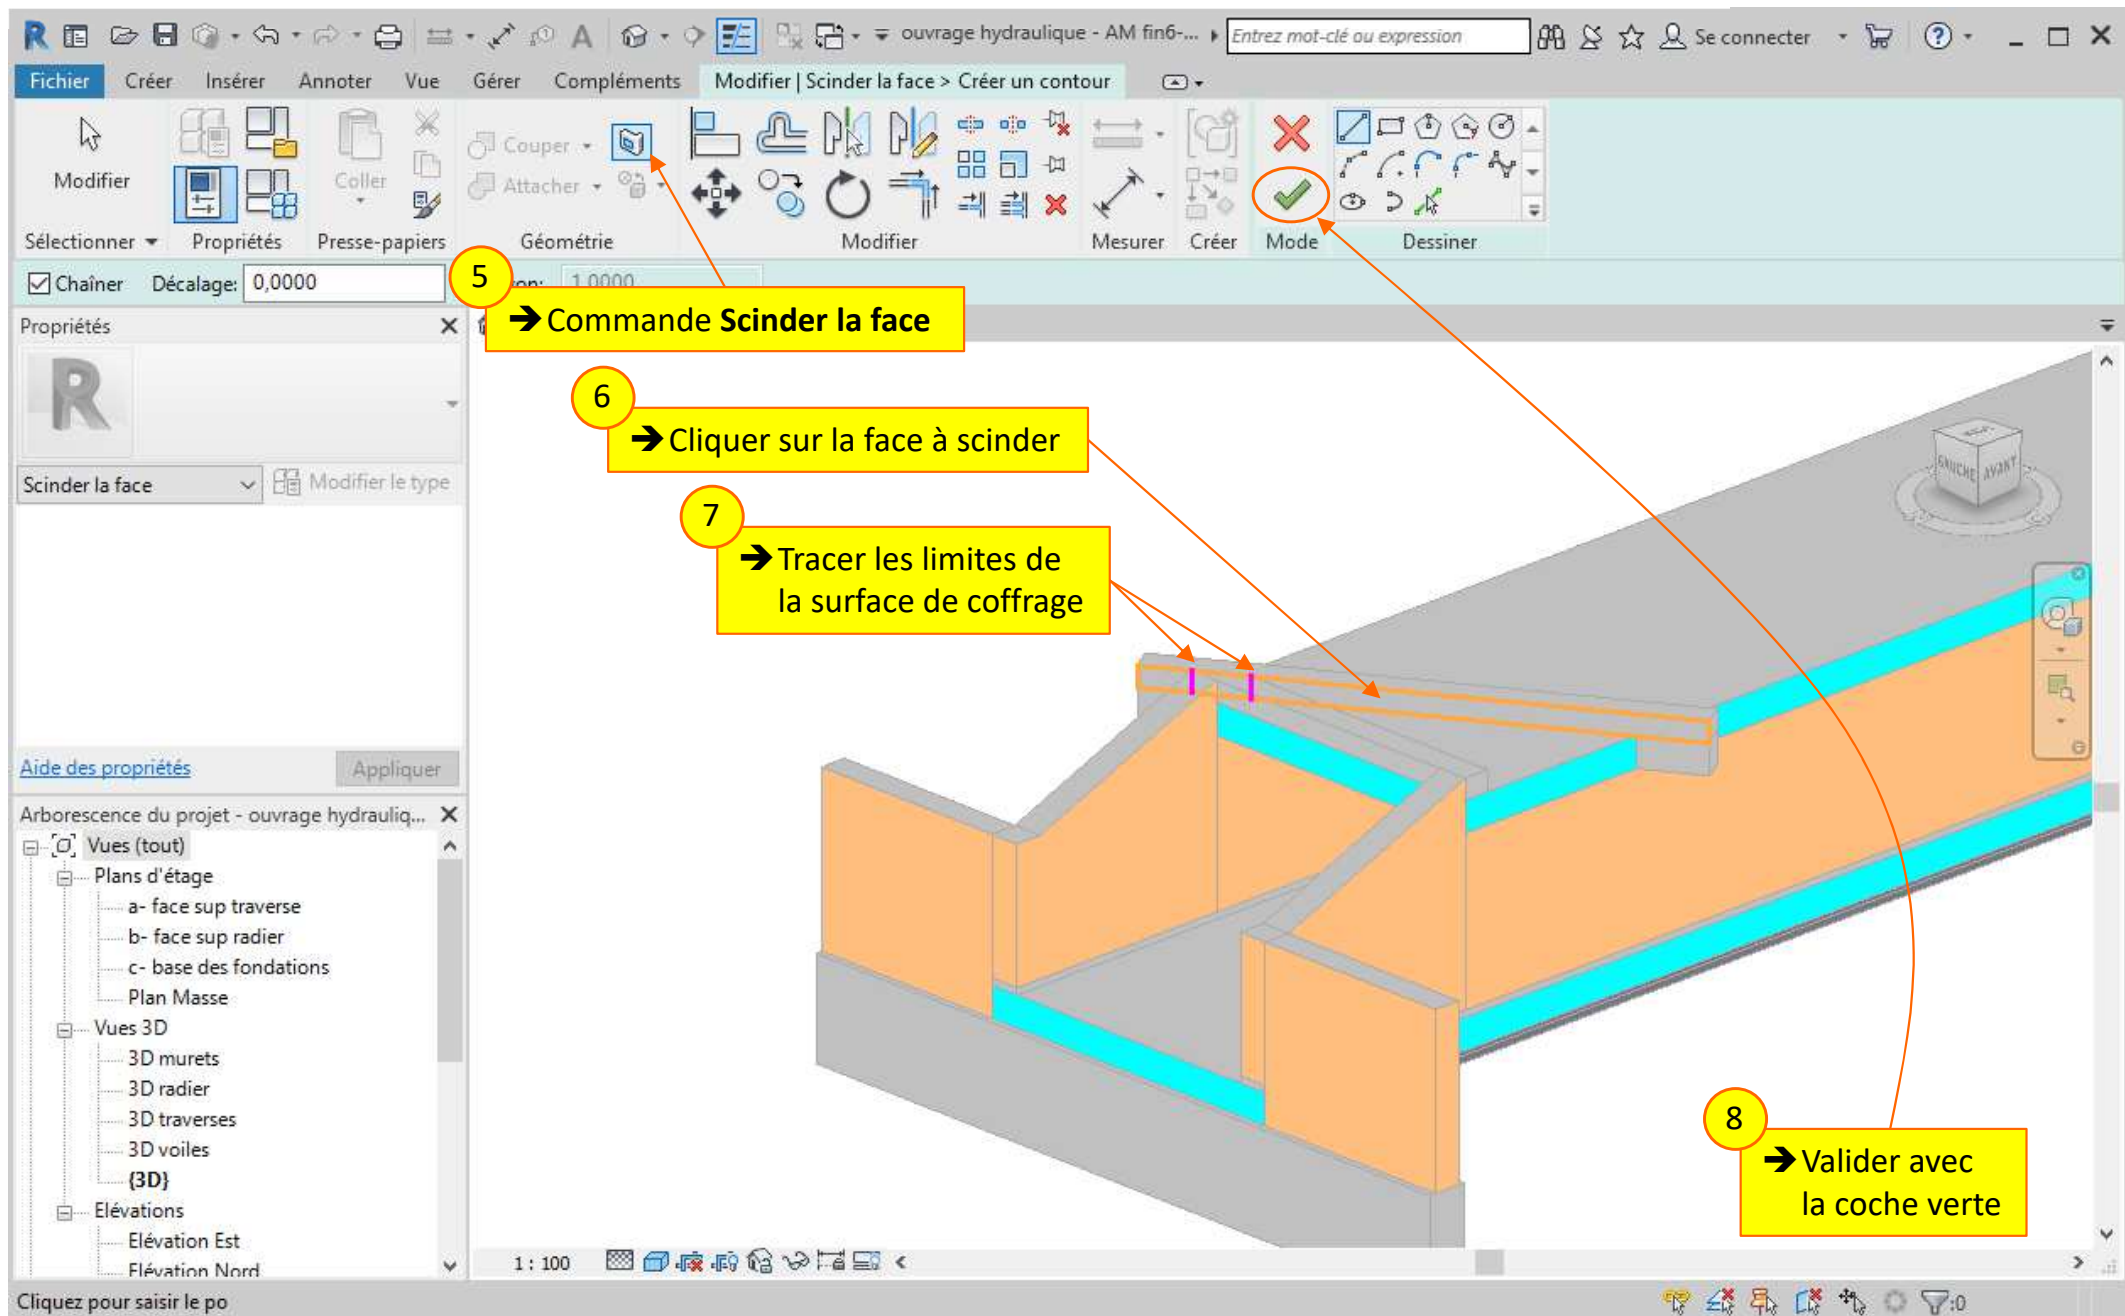 ouvrage hydraulique - AM fin6-...
Entrez mot-clé ou expression
Se connecter
Fichier Créer Insérer Annoter Vue Gérer Compléments Modifier | Scinder la face > Créer un contour
Modifier
Coller
Couper
Attacher
Sélectionner Propriétés Presse-papiers Géométrie Modifier Mesurer Créer Mode Dessiner
Chaîner Décalage: 0,0000 1,0000
5
➔ Commande Scinder la face
Propriétés
6
➔ Cliquer sur la face à scinder
Scinder la face Modifier le type
7
➔ Tracer les limites de
la surface de coffrage
GAUCHE AVANT
Aide des propriétés Appliquer
Arborescence du projet - ouvrage hydrauliq...
Vues (tout)
Plans d'étage
a- face sup traverse
b- face sup radier
c- base des fondations
Plan Masse
Vues 3D
3D murets
3D radier
3D traverses
3D voiles
{3D}
Elévations
Elévation Est
Elévation Nord
8
➔ Valider avec
la coche verte
1 : 100
Cliquez pour saisir le po
:0